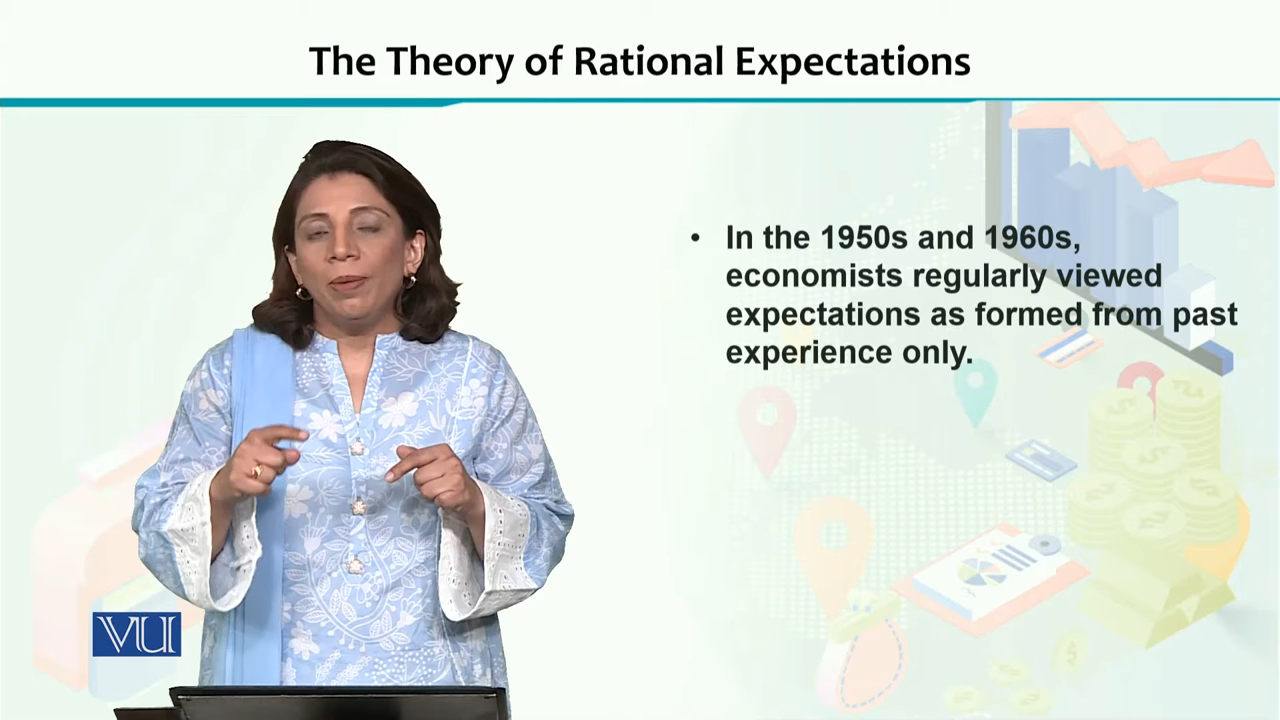 The Theory of Rational Expectations
• In the 1950s and 1960s,
economists regularly viewed
expectations as formed from past
experience only.
VU